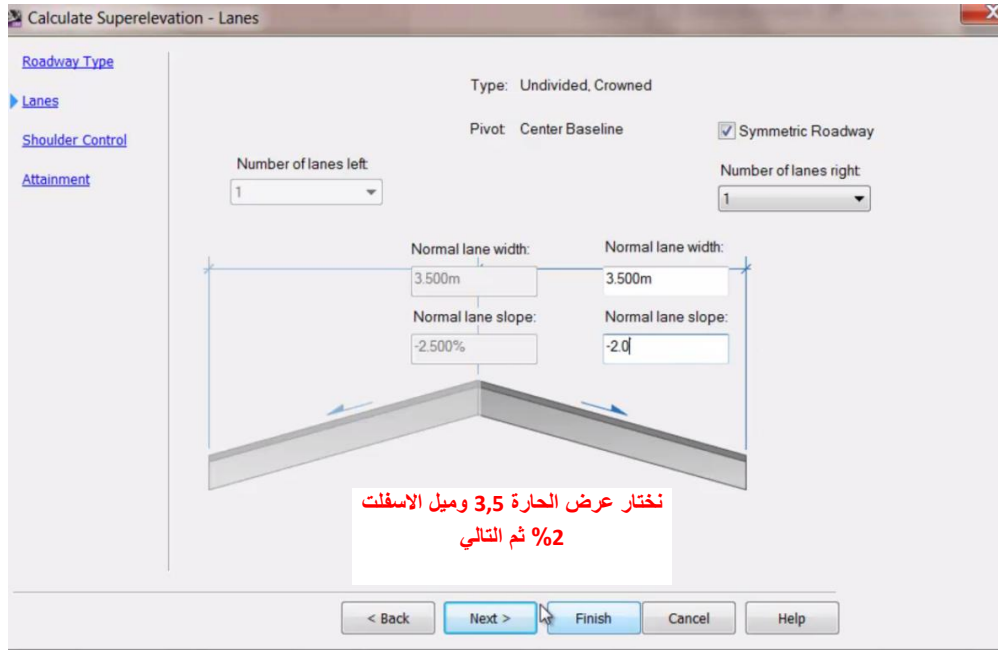 Calculate Superelevation - Lanes
X
Roadway Type
Lanes
Shoulder Control
Attainment
Type: Undivided, Crowned
Pivot: Center Baseline
Symmetric Roadway
Number of lanes left:
1
Number of lanes right:
1
Normal lane width:
3.500m
Normal lane width:
3.500m
Normal lane slope:
-2.500%
Normal lane slope:
-2.0
نختار عرض الحارة 3,5 وميل الاسفلت
2% ثم التالي
< Back
Next >
Finish
Cancel
Help